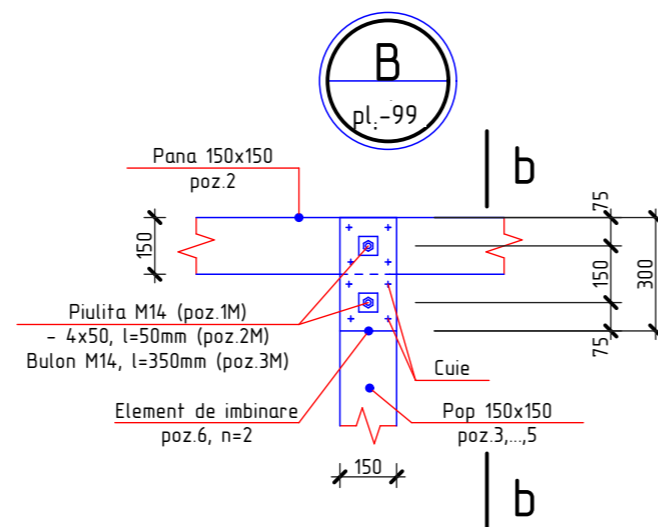 B
pl.-99
Pana 150x150
poz.2
b
75
150
150
300
75
Piulita M14 (poz.1M)
- 4x50, l=50mm (poz.2M)
Bulon M14, l=350mm (poz.3M)
Cuie
Element de imbinare
poz.6, n=2
Pop 150x150
poz.3,...,5
150
b